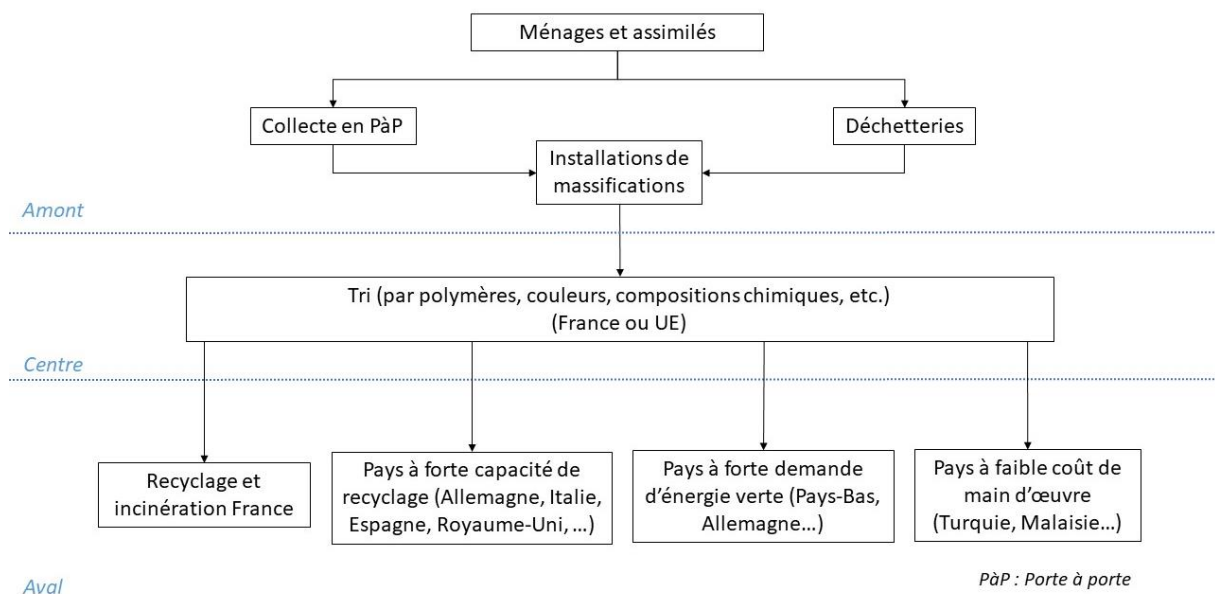 Ménages et assimilés
Collecte en PàP
Déchetteries
Installations de
massifications
Amont
Tri (par polymères, couleurs, compositions chimiques, etc.)
(France ou UE)
Centre
Recyclage et
incinération France
Pays à forte capacité de
recyclage (Allemagne, Italie,
Espagne, Royaume-Uni, ...)
Pays à forte demande
d’énergie verte (Pays-Bas,
Allemagne...)
Pays à faible coût de
main d’œuvre
(Turquie, Malaisie...)
Aval
PàP : Porte à porte